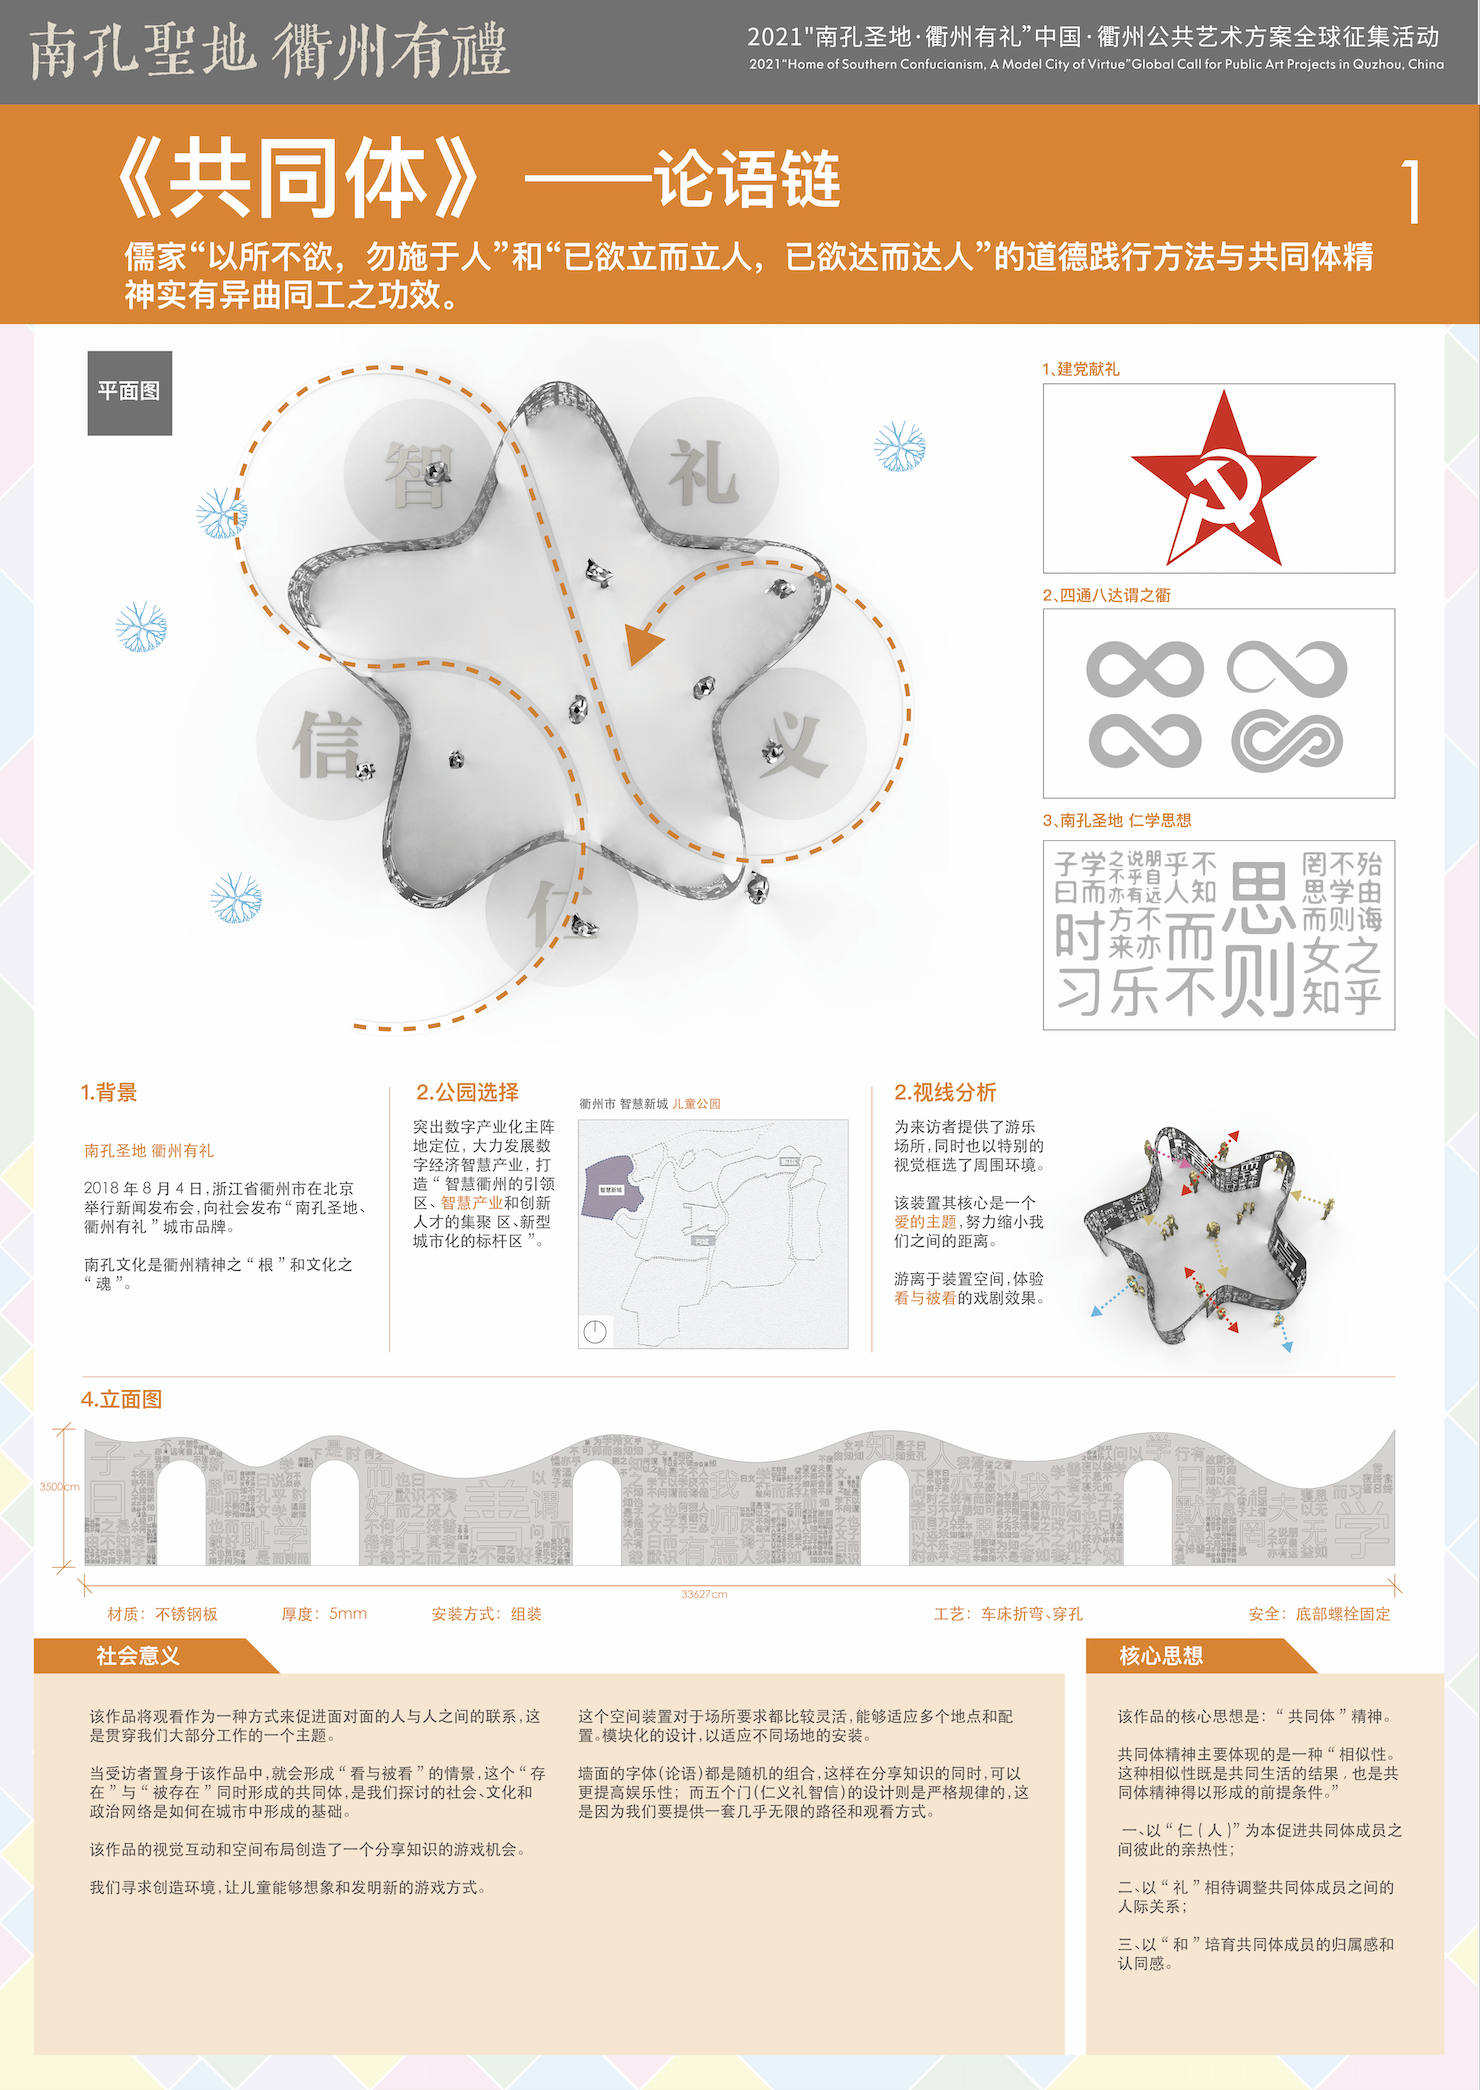 南孔聖地 衢州有禮
2021"南孔圣地·衢州有礼”中国·衢州公共艺术方案全球征集活动
2021“Home of Southern Confucianism, A Model City of Virtue”Global Call for Public Art Projects in Quzhou, China
《共同体》——论语链
1
儒家“以所不欲，勿施于人”和“已欲立而立人，已欲达而达人”的道德践行方法与共同体精
神实有异曲同工之功效。
平面图
智
礼
信
义
仁
1、建党献礼
2、四通八达谓之衢
3、南孔圣地 仁学思想
子学之说朋乎不
不乎自
曰而亦有远人知
时方不而
来亦
习乐不
思则
罔不殆
思学由
而则诲
女之
知乎
1.背景
南孔圣地 衢州有礼
2018 年 8 月 4 日,浙江省衢州市在北京
举行新闻发布会,向社会发布“南孔圣地、
衢州有礼”城市品牌。
南孔文化是衢州精神之“根”和文化之
“魂”。
2.公园选择
突出数字产业化主阵
地定位，大力发展数
字经济智慧产业，打
造“智慧衢州的引领
区、智慧产业和创新
人才的集聚 区、新型
城市化的标杆区”。
衢州市 智慧新城 儿童公园
智慧新城
2.视线分析
为来访者提供了游乐
场所,同时也以特别的
视觉框选了周围环境。
该装置其核心是一个
爱的主题,努力缩小我
们之间的距离。
游离于装置空间,体验
看与被看的戏剧效果。
4.立面图
3500cm
33627cm
材质：不锈钢板
厚度：5mm
安装方式：组装
工艺：车床折弯、穿孔
安全：底部螺栓固定
社会意义
该作品将观看作为一种方式来促进面对面的人与人之间的联系,这
是贯穿我们大部分工作的一个主题。
当受访者置身于该作品中,就会形成“看与被看”的情景,这个“存
在”与“被存在”同时形成的共同体,是我们探讨的社会、文化和
政治网络是如何在城市中形成的基础。
该作品的视觉互动和空间布局创造了一个分享知识的游戏机会。
我们寻求创造环境,让儿童能够想象和发明新的游戏方式。
这个空间装置对于场所要求都比较灵活,能够适应多个地点和配
置。模块化的设计,以适应不同场地的安装。
墙面的字体(论语)都是随机的组合,这样在分享知识的同时,可以
更提高娱乐性；而五个门(仁义礼智信)的设计则是严格规律的,这
是因为我们要提供一套几乎无限的路径和观看方式。
核心思想
该作品的核心思想是：“共同体”精神。
共同体精神主要体现的是一种“相似性。
这种相似性既是共同生活的结果，也是共
同体精神得以形成的前提条件。”
一、以“仁(人)”为本促进共同体成员之
间彼此的亲热性；
二、以“礼”相待调整共同体成员之间的
人际关系；
三、以“和”培育共同体成员的归属感和
认同感。